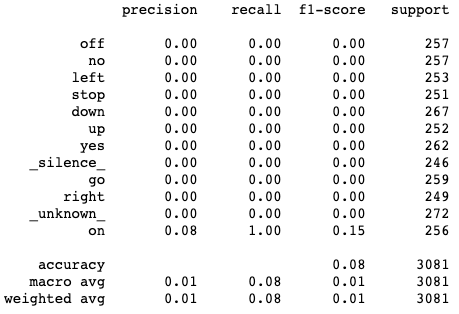 precision recall f1-score support
off 0.00 0.00 0.00 257
no 0.00 0.00 0.00 257
left 0.00 0.00 0.00 253
stop 0.00 0.00 0.00 251
down 0.00 0.00 0.00 267
up 0.00 0.00 0.00 252
yes 0.00 0.00 0.00 262
_silence_ 0.00 0.00 0.00 246
go 0.00 0.00 0.00 259
right 0.00 0.00 0.00 249
_unknown_ 0.00 0.00 0.00 272
on 0.08 1.00 0.15 256
accuracy 0.08 3081
macro avg 0.01 0.08 0.01 3081
weighted avg 0.01 0.08 0.01 3081